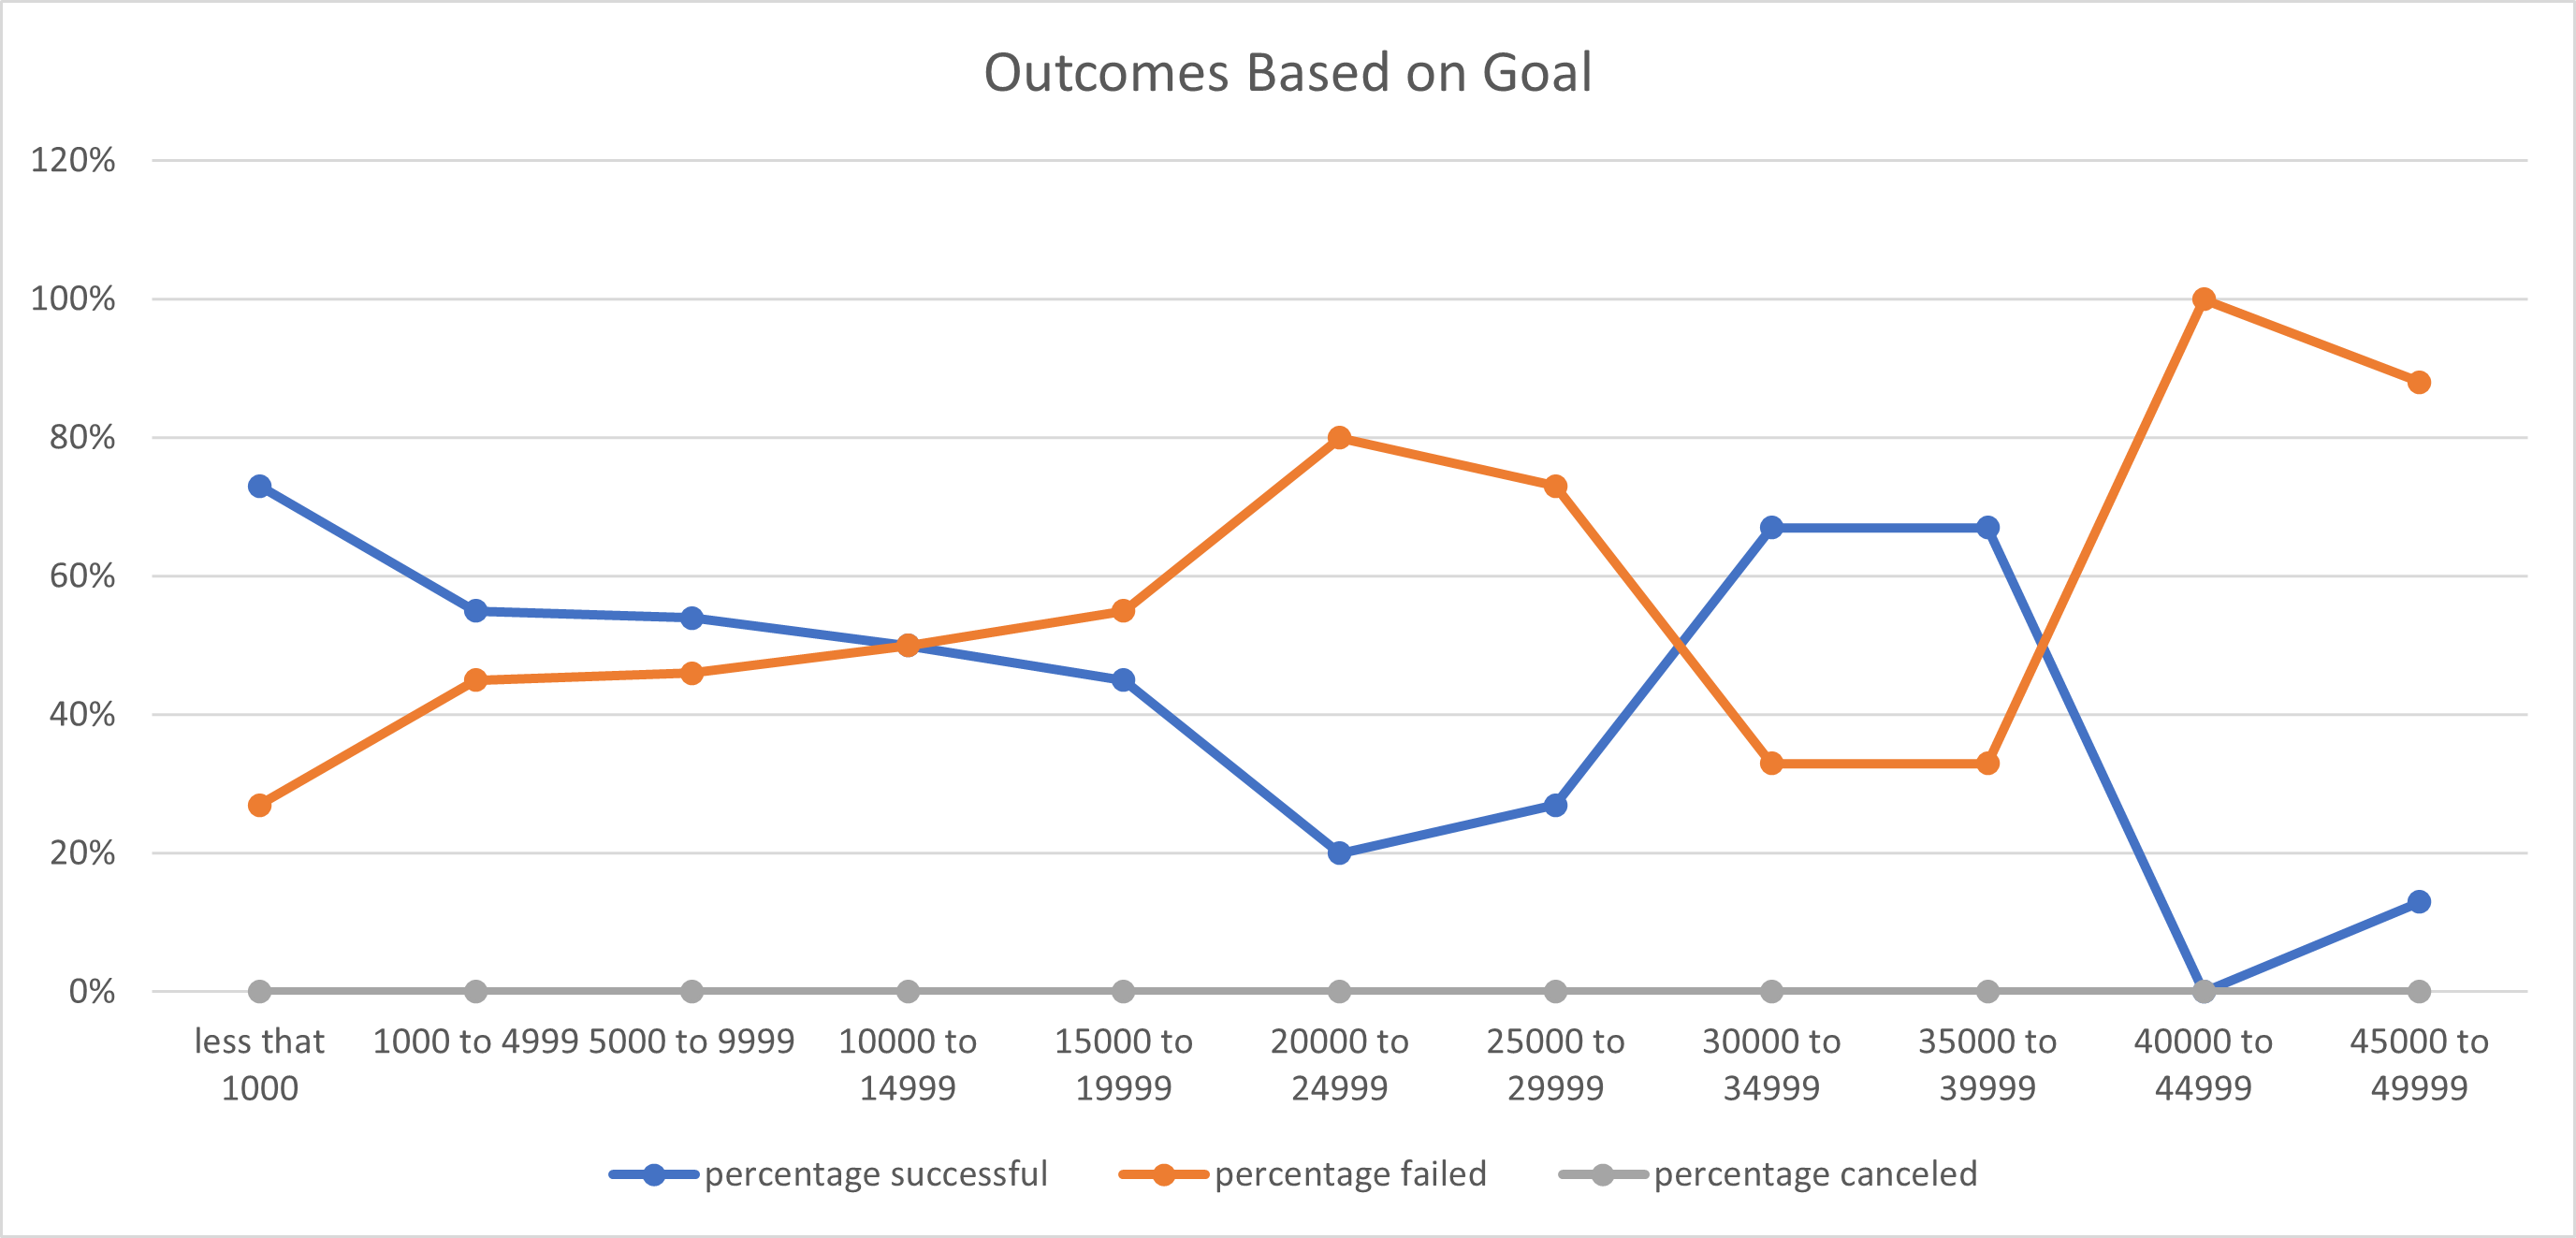 Outcomes Based on Goal
120%
100%
80%
60%
40%
20%
0%
less that
1000
1000 to 4999
5000 to 9999
10000 to
14999
15000 to
19999
20000 to
24999
25000 to
29999
30000 to
34999
35000 to
39999
40000 to
44999
45000 to
49999
percentage successful
percentage failed
percentage canceled